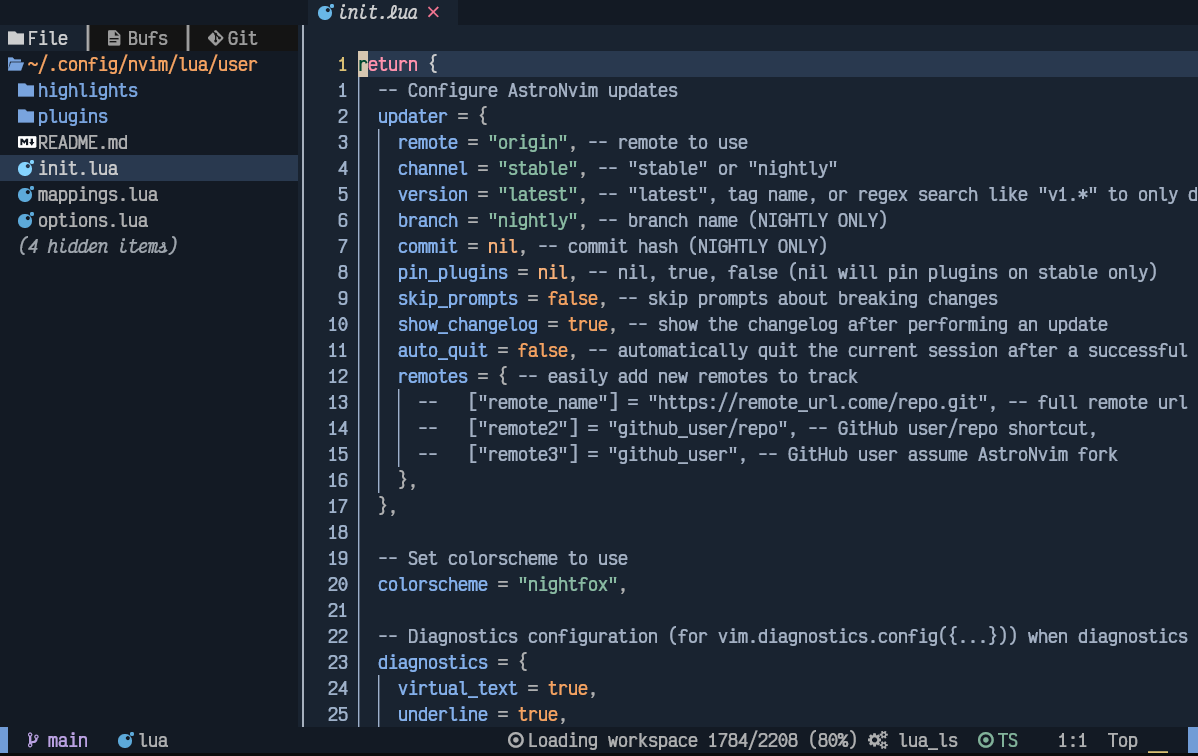 init.lua ✕
File | Bufs | Git
~/.config/nvim/lua/user
highlights
plugins
README.md
init.lua
mappings.lua
options.lua
(4 hidden items)
1 return {
1 -- Configure AstroNvim updates
2 updater = {
3 remote = "origin", -- remote to use
4 channel = "stable", -- "stable" or "nightly"
5 version = "latest", -- "latest", tag name, or regex search like "v1.*" to only d
6 branch = "nightly", -- branch name (NIGHTLY ONLY)
7 commit = nil, -- commit hash (NIGHTLY ONLY)
8 pin_plugins = nil, -- nil, true, false (nil will pin plugins on stable only)
9 skip_prompts = false, -- skip prompts about breaking changes
10 show_changelog = true, -- show the changelog after performing an update
11 auto_quit = false, -- automatically quit the current session after a successful
12 remotes = { -- easily add new remotes to track
13 --   ["remote_name"] = "https://remote_url.come/repo.git", -- full remote url
14 --   ["remote2"] = "github_user/repo", -- GitHub user/repo shortcut,
15 --   ["remote3"] = "github_user", -- GitHub user assume AstroNvim fork
16 },
17 },
18
19 -- Set colorscheme to use
20 colorscheme = "nightfox",
21
22 -- Diagnostics configuration (for vim.diagnostics.config({...})) when diagnostics
23 diagnostics = {
24 virtual_text = true,
25 underline = true,
main lua Loading workspace 1784/2208 (80%) lua_ls TS 1:1 Top